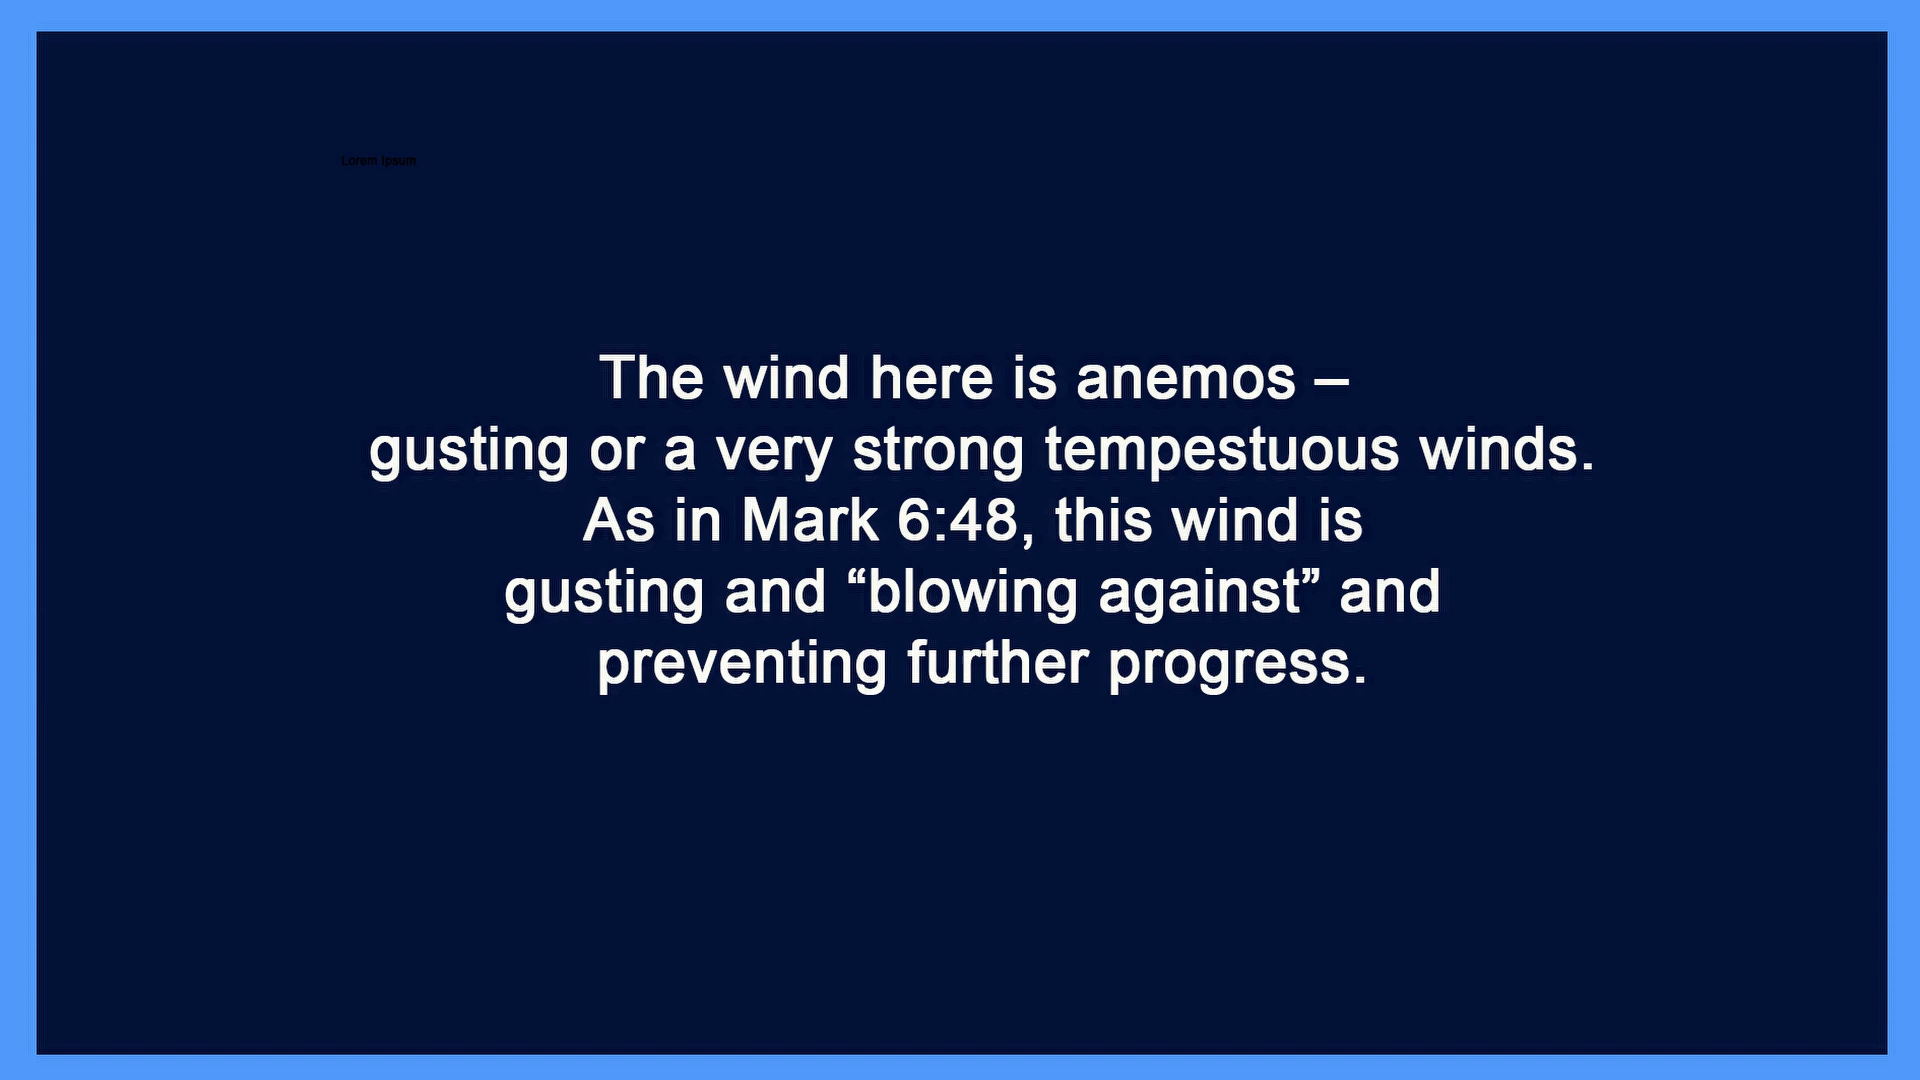 Lorem Ipsum
The wind here is anemos –
gusting or a very strong tempestuous winds.
As in Mark 6:48, this wind is
gusting and “blowing against” and
preventing further progress.